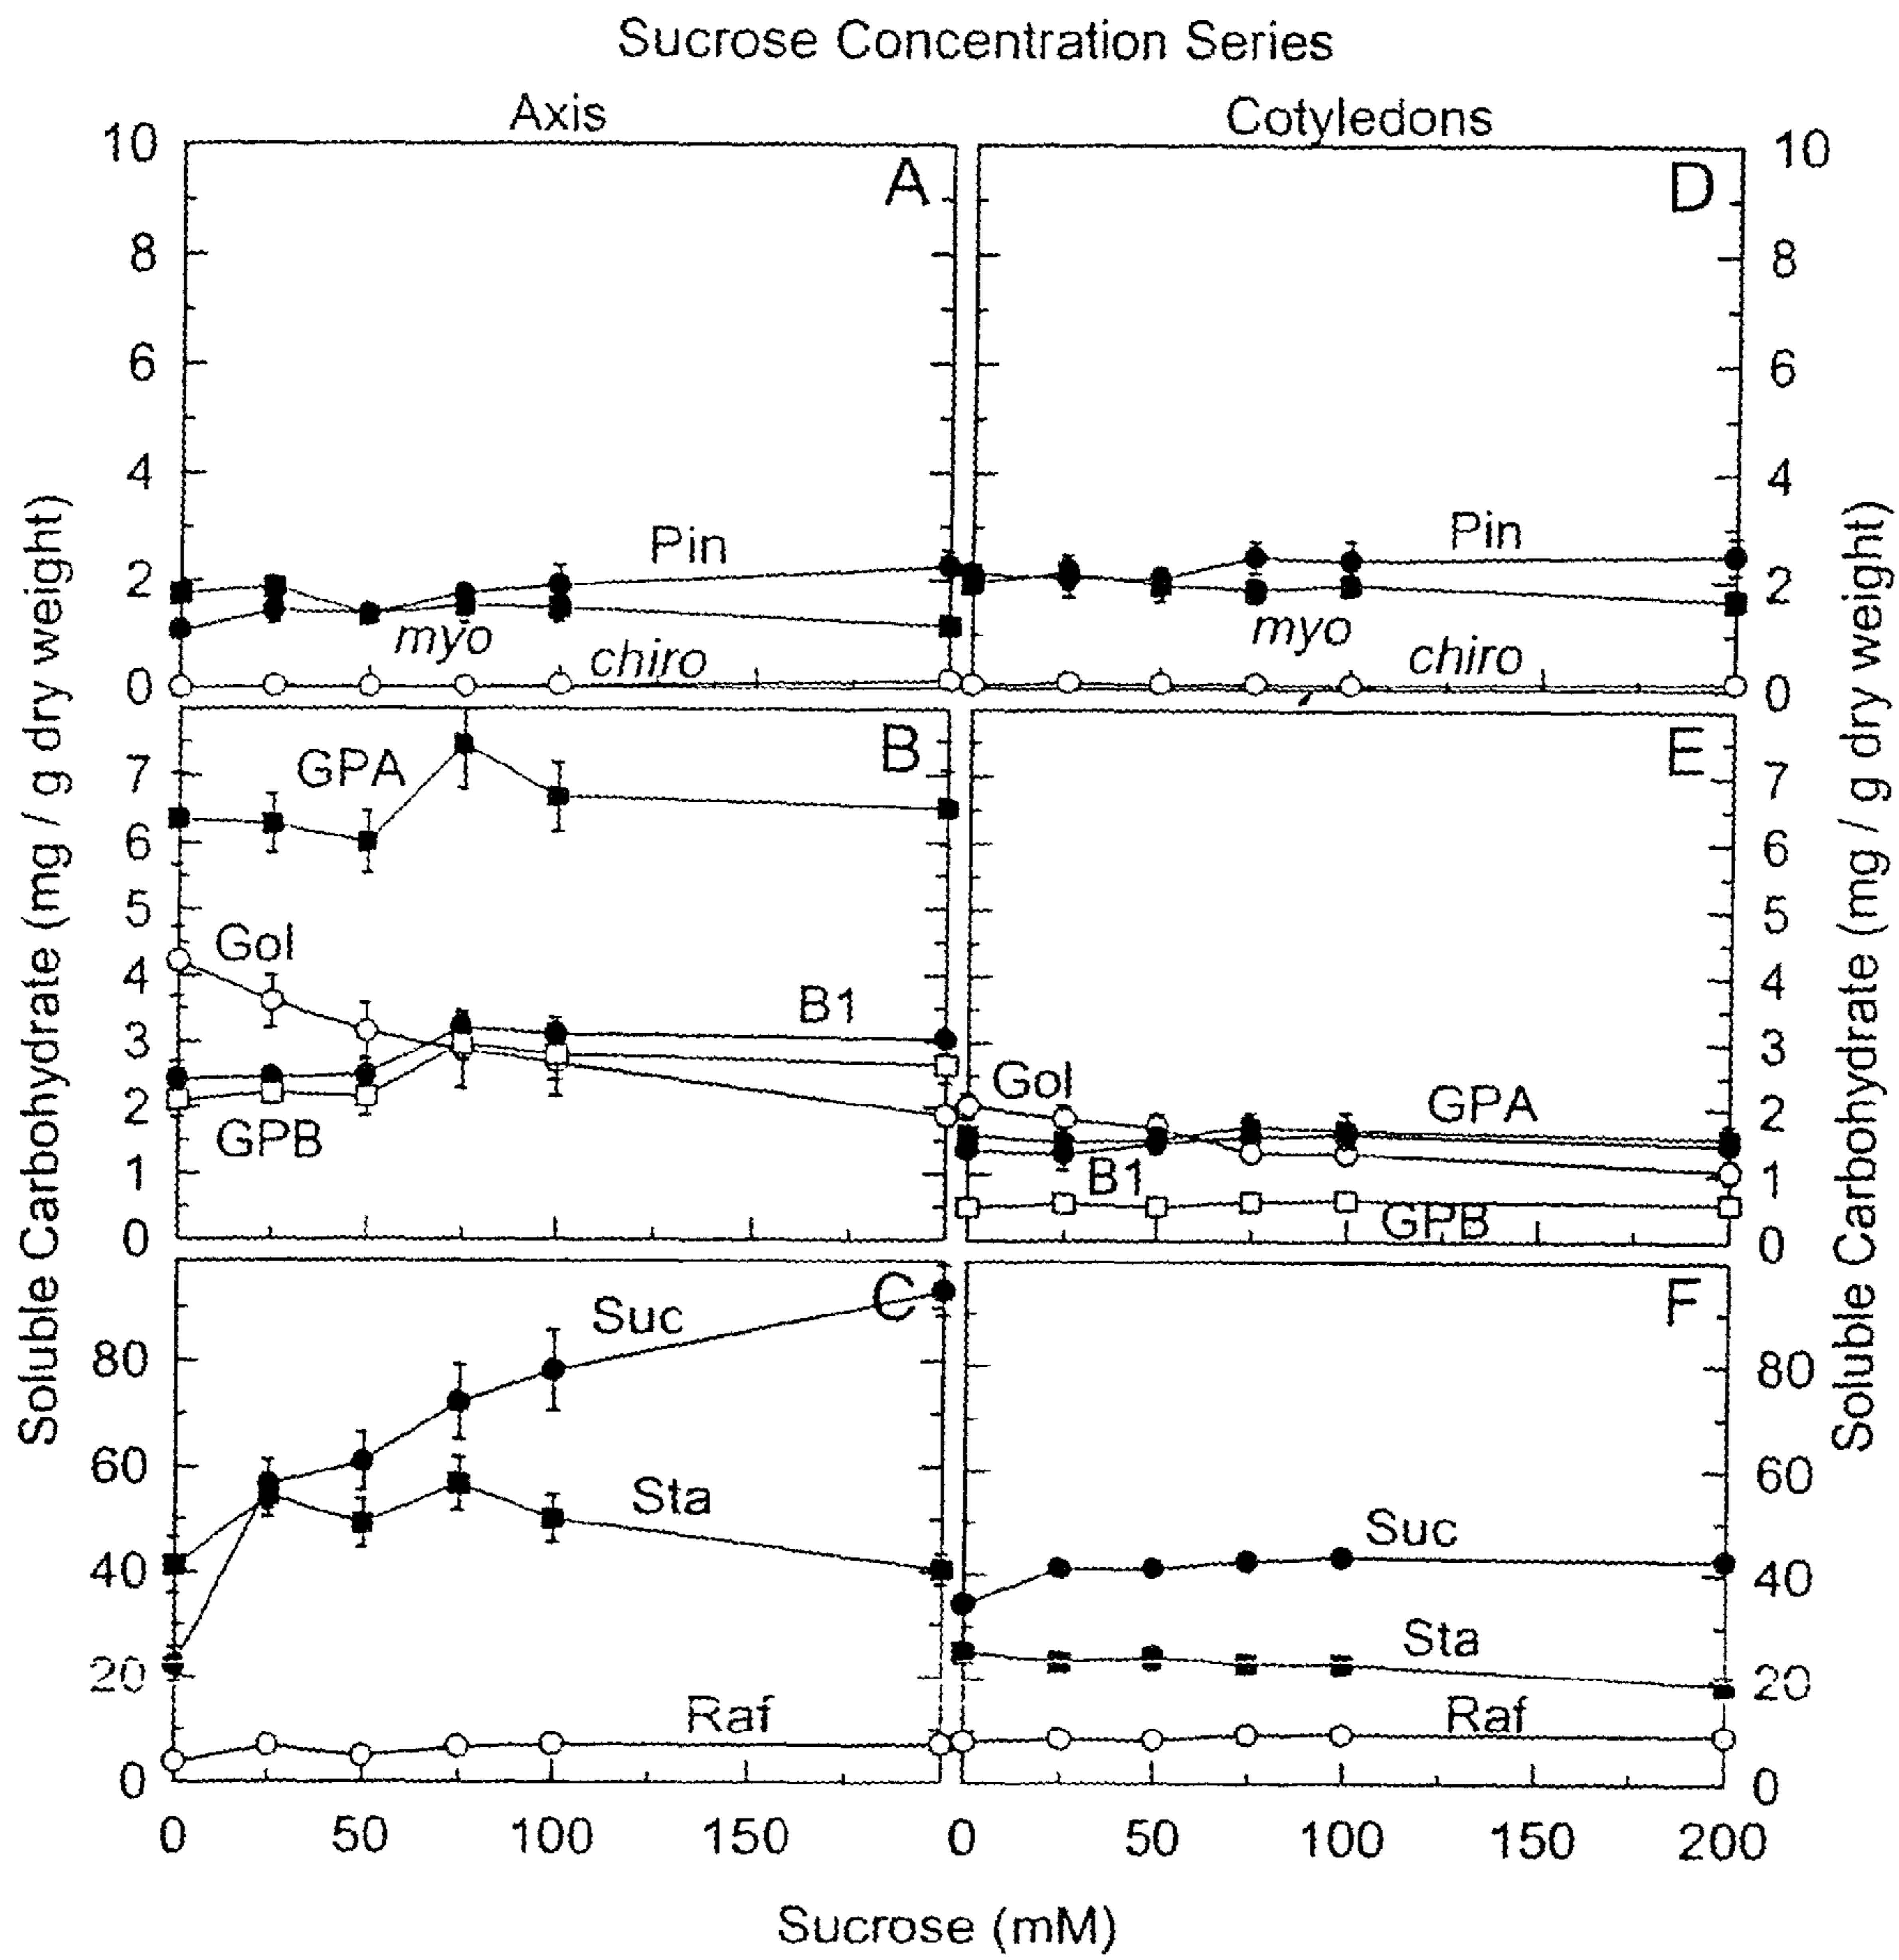 Sucrose Concentration Series
Axis
Cotyledons
Soluble Carbohydrate (mg / g dry weight)
10
8
6
4
2
0
A
Pin
myo
chiro
D
Pin
myo
chiro
10
8
6
4
2
0
7
6
5
4
3
2
1
0
B
GPA
Gol
B1
GPB
E
Gol
GPA
B1
GPB
7
6
5
4
3
2
1
0
80
60
40
20
0
C
Suc
Sta
Raf
F
Suc
Sta
Raf
80
60
40
20
0
Soluble Carbohydrate (mg / g dry weight)
0 50 100 150 0 50 100 150 200
Sucrose (mM)